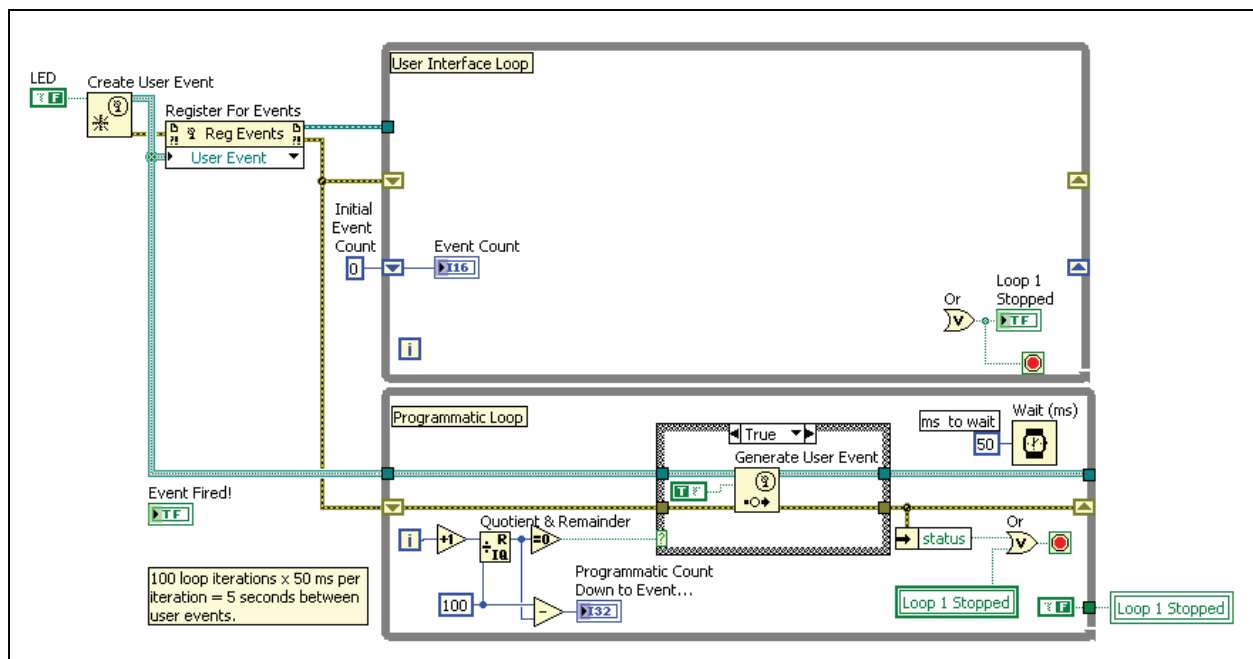 User Interface Loop
LED
F
Create User Event
Register For Events
Reg Events
User Event
Initial
Event
Count
0
Event Count
I16
i
Or
V
Loop 1
Stopped
TF
Programmatic Loop
True
ms to wait
50
Wait (ms)
Generate User Event
T
Event Fired!
TF
i
+1
Quotient & Remainder
R
IQ
=0
?
status
Or
V
100
-
Programmatic Count
Down to Event...
I32
Loop 1 Stopped
F
Loop 1 Stopped
100 loop iterations x 50 ms per
iteration = 5 seconds between
user events.